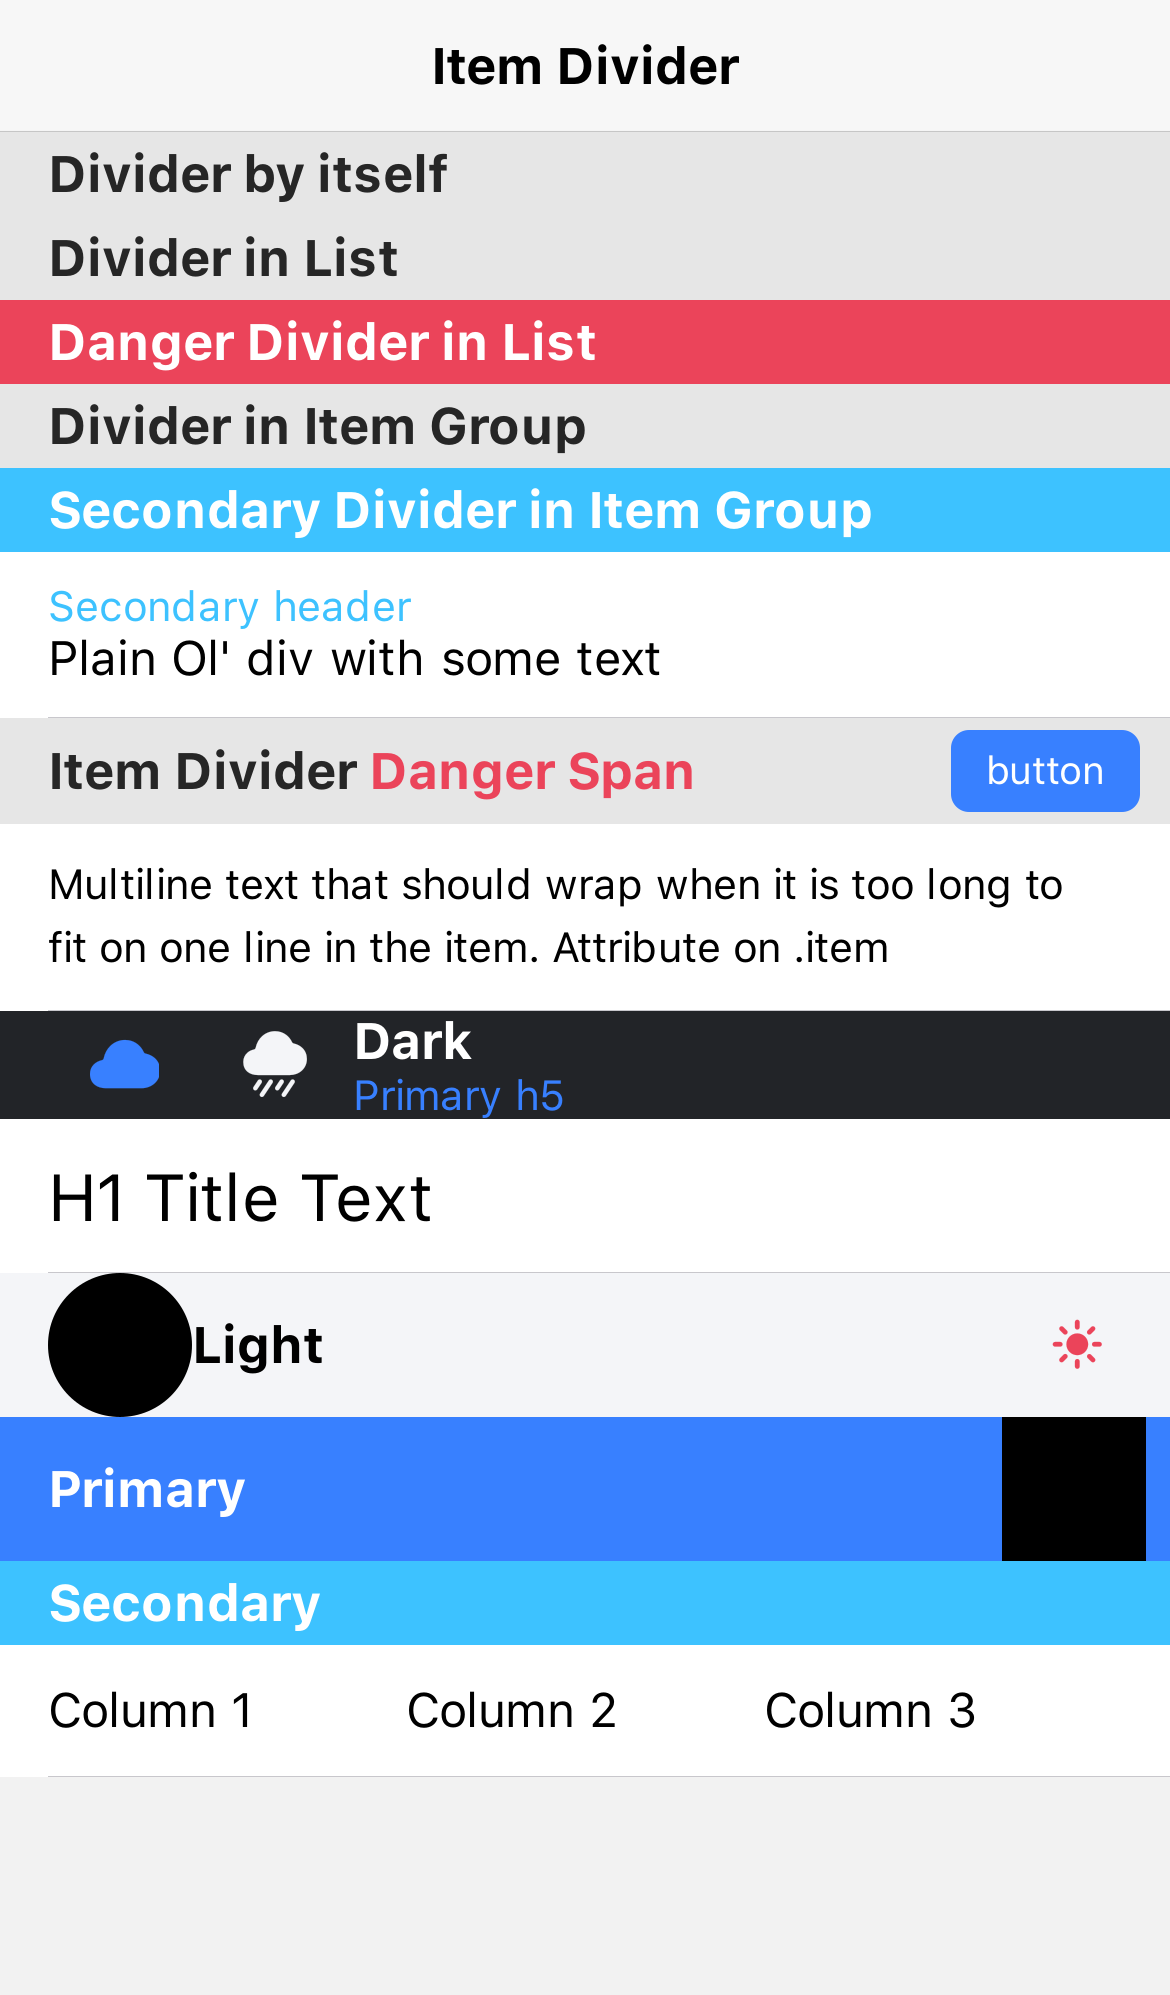 Item Divider
Divider by itself
Divider in List
Danger Divider in List
Divider in Item Group
Secondary Divider in Item Group
Secondary header
Plain Ol' div with some text
Item Divider Danger Span button
Multiline text that should wrap when it is too long to
fit on one line in the item. Attribute on .item
Dark
Primary h5
H1 Title Text
Light
Primary
Secondary
Column 1 Column 2 Column 3